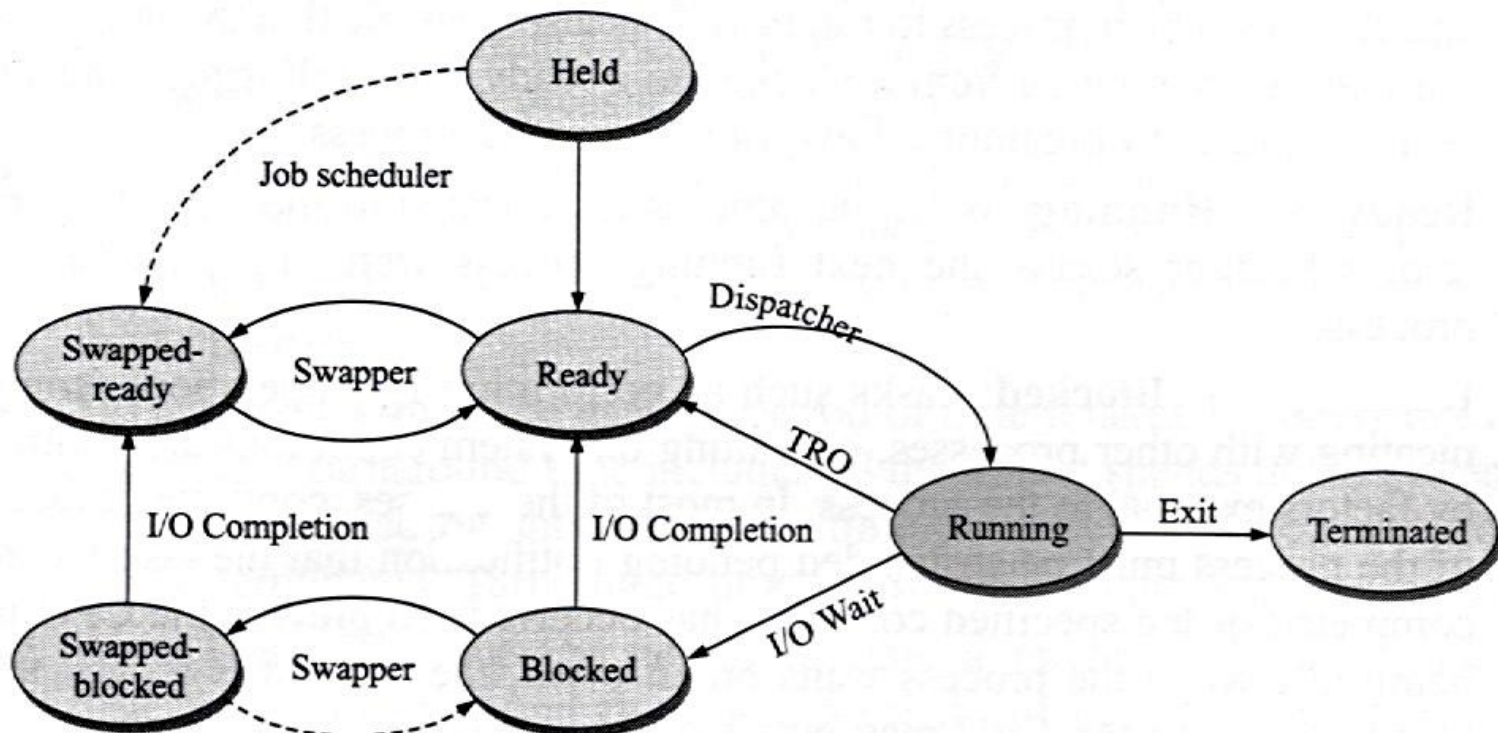 Held
Job scheduler
Dispatcher
Swapped-
ready
Swapper
Ready
TRO
I/O Completion
I/O Completion
Running
Exit
Terminated
I/O Wait
Swapped-
blocked
Swapper
Blocked